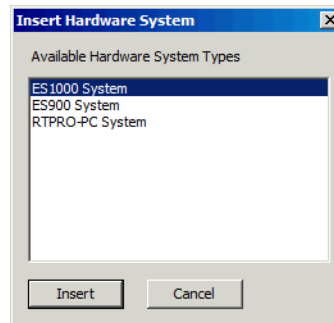 Insert Hardware System
Available Hardware System Types
ES1000 System
ES900 System
RTPRO-PC System
Insert
Cancel